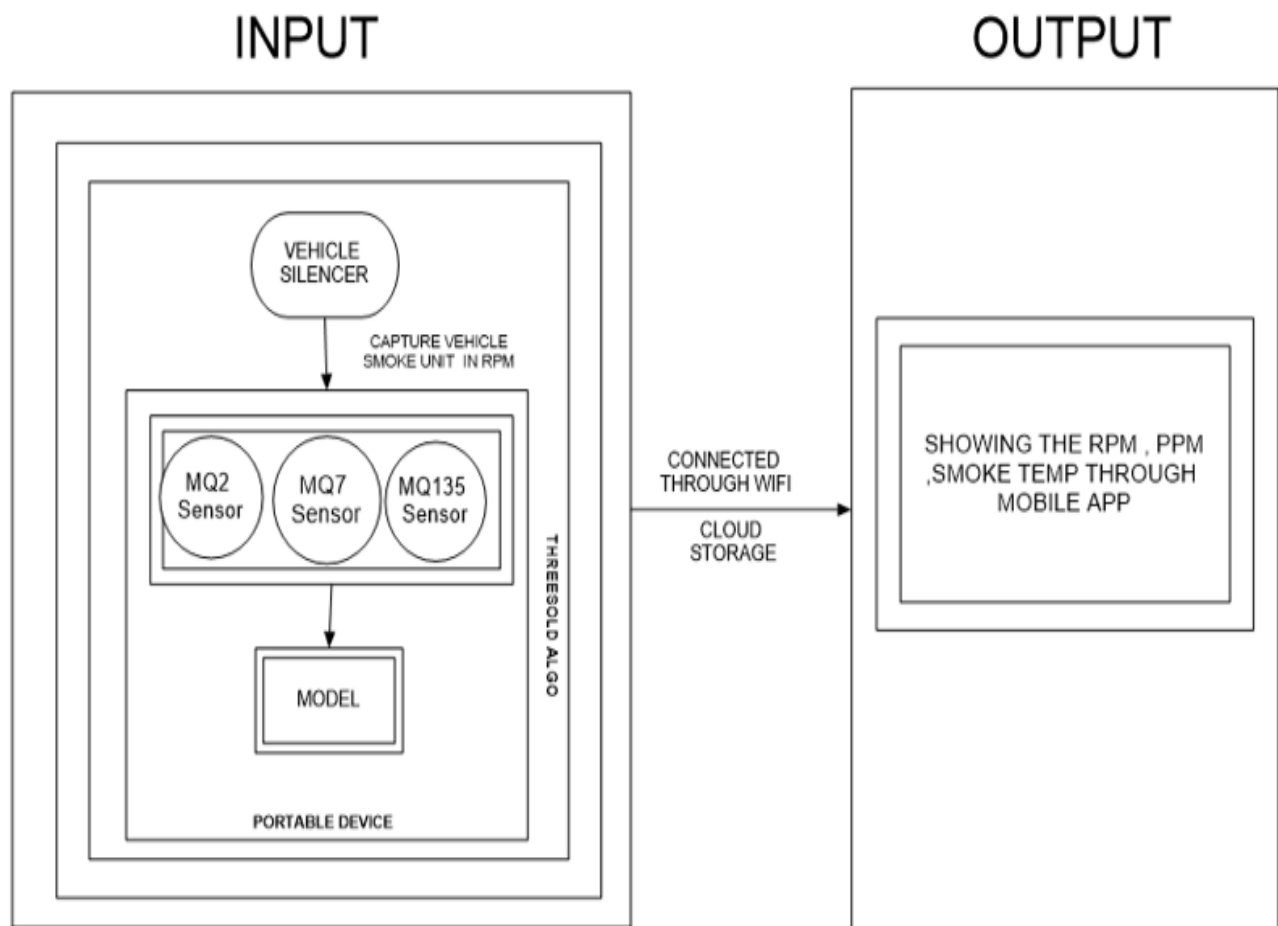 INPUT
OUTPUT
VEHICLE
SILENCER
CAPTURE VEHICLE
SMOKE UNIT IN RPM
MQ2
Sensor
MQ7
Sensor
MQ135
Sensor
THREESOLD ALGO
MODEL
PORTABLE DEVICE
CONNECTED
THROUGH WIFI
CLOUD
STORAGE
SHOWING THE RPM , PPM
,SMOKE TEMP THROUGH
MOBILE APP